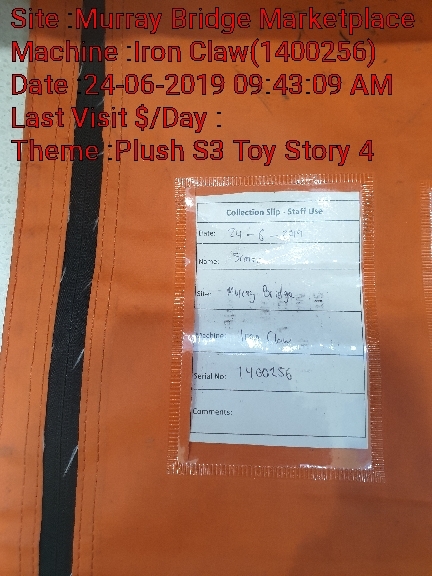 Site :Murray Bridge Marketplace
Machine :Iron Claw(1400256)
Date :24-06-2019 09:43:09 AM
Last Visit $/Day :
Theme :Plush S3 Toy Story 4
Collection Slip - Staff Use
Date: 24 - 6 - 2019
Name:
Site: Murray Bridge
Machine: Iron Claw
Serial No: 1400256
Comments: